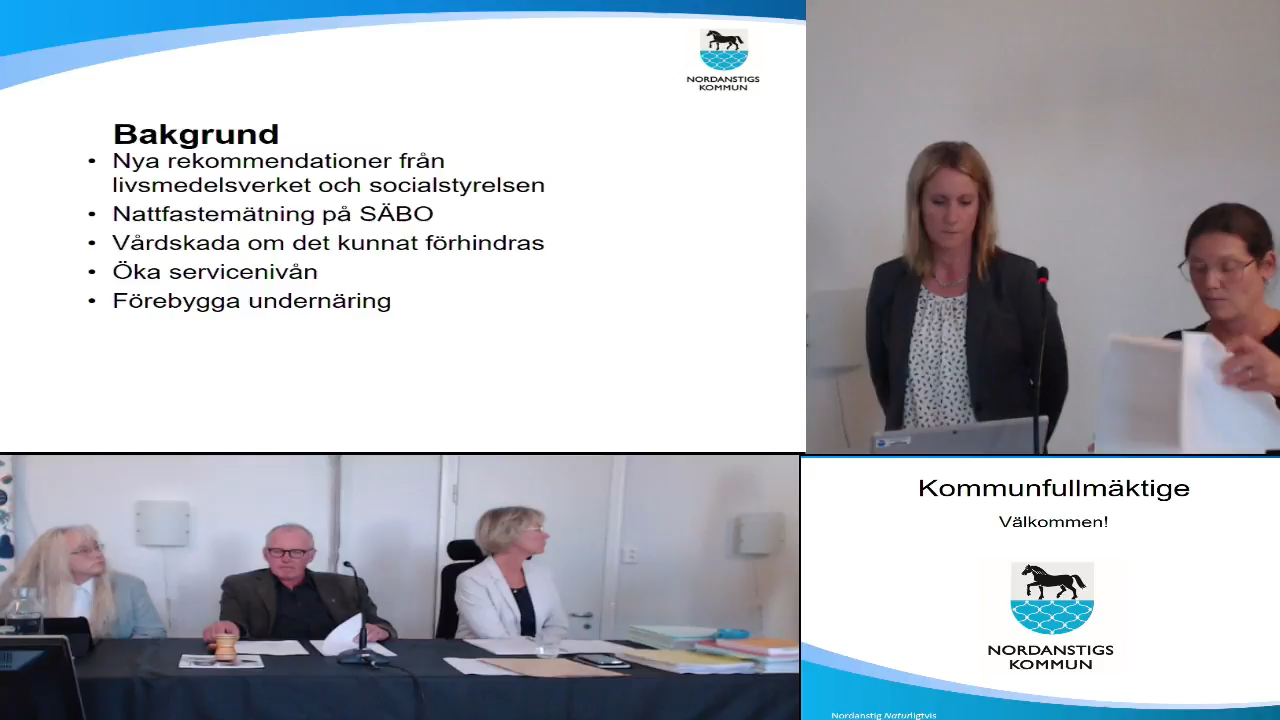 NORDANSTIGS
KOMMUN
Bakgrund
• Nya rekommendationer från
livsmedelsverket och socialstyrelsen
• Nattfastemätning på SÄBO
• Vårdskada om det kunnat förhindras
• Öka servicenivån
• Förebygga undernäring
Kommunfullmäktige
Välkommen!
NORDANSTIGS
KOMMUN
Nordanstig Naturligtvis